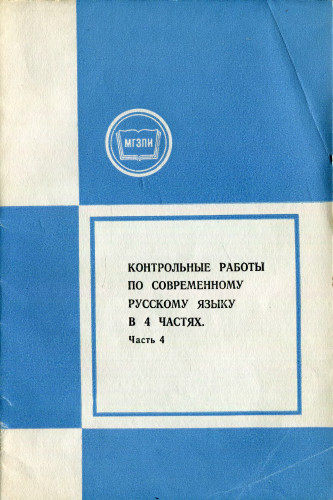 МГЗПИ
КОНТРОЛЬНЫЕ РАБОТЫ
ПО СОВРЕМЕННОМУ
РУССКОМУ ЯЗЫКУ
В 4 ЧАСТЯХ.
Часть 4